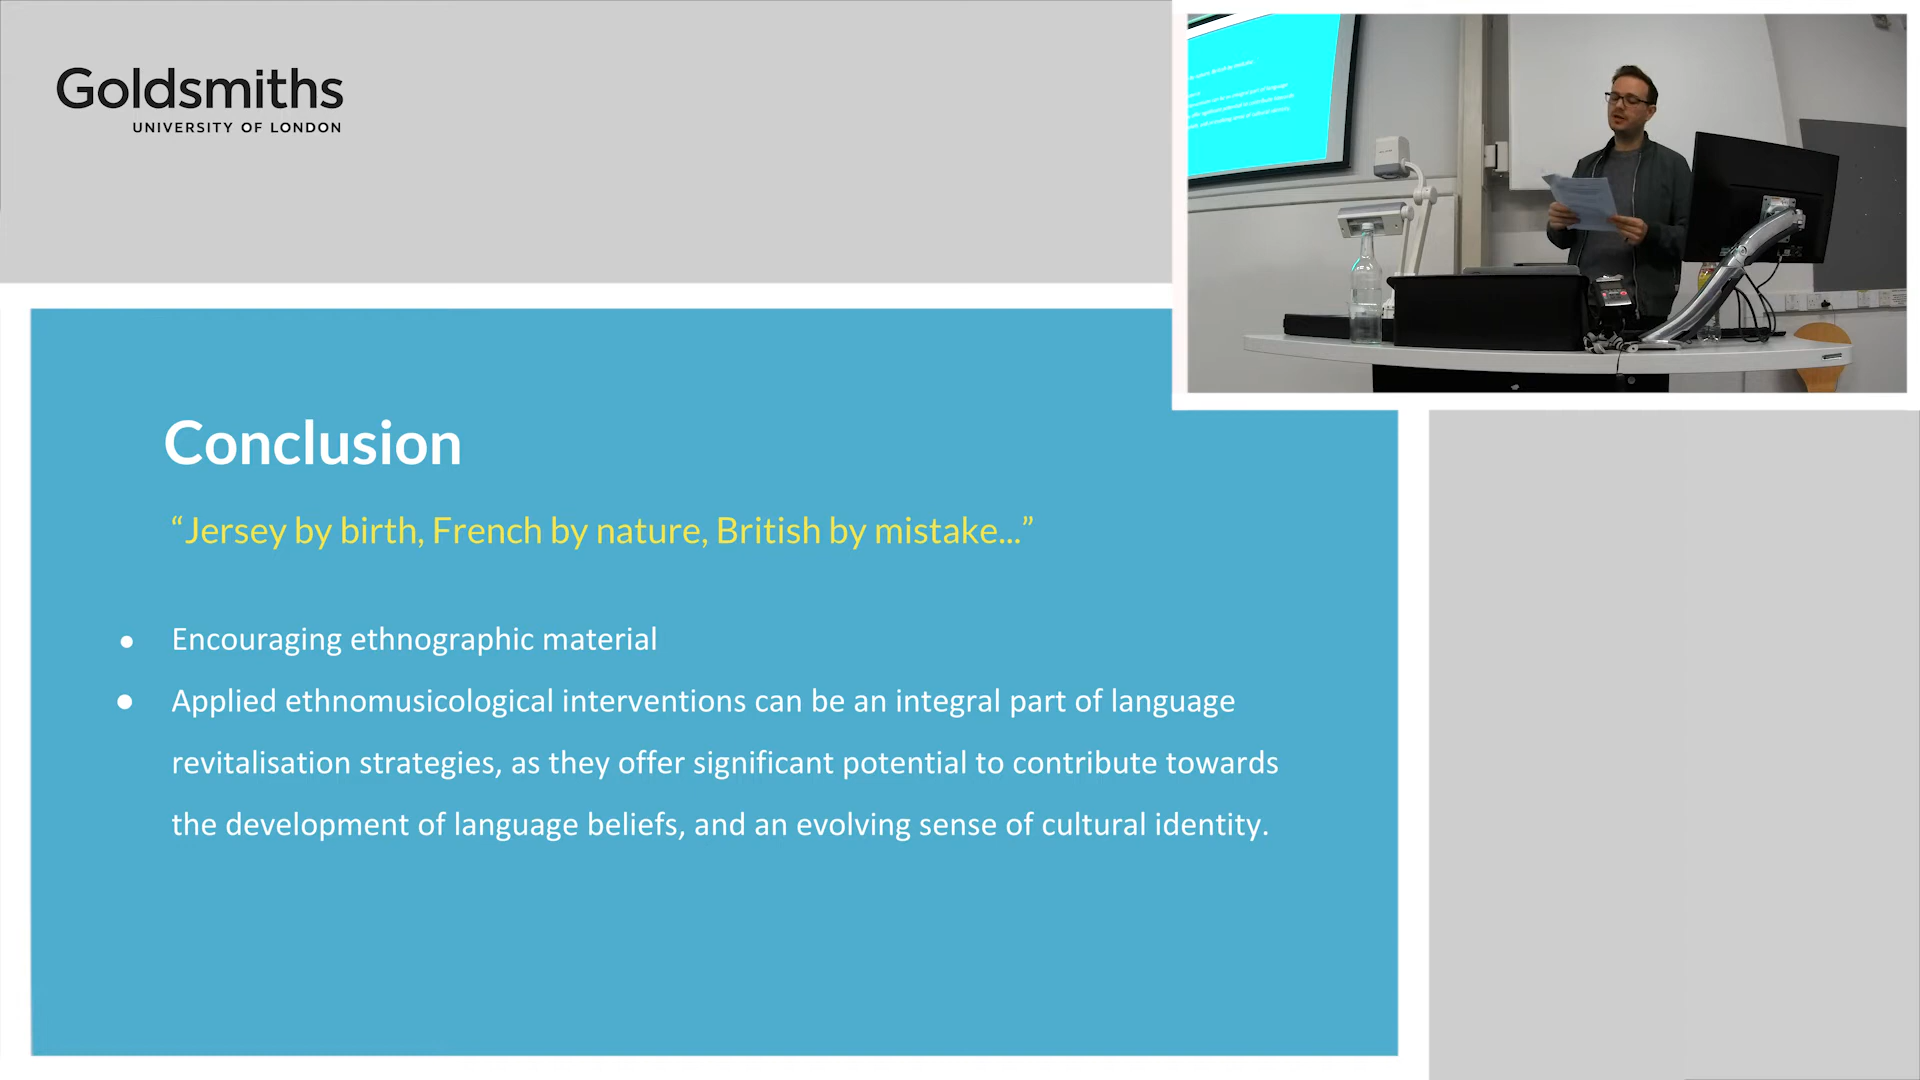 Goldsmiths
UNIVERSITY OF LONDON
Conclusion
“Jersey by birth, French by nature, British by mistake...”
● Encouraging ethnographic material
● Applied ethnomusicological interventions can be an integral part of language
revitalisation strategies, as they offer significant potential to contribute towards
the development of language beliefs, and an evolving sense of cultural identity.